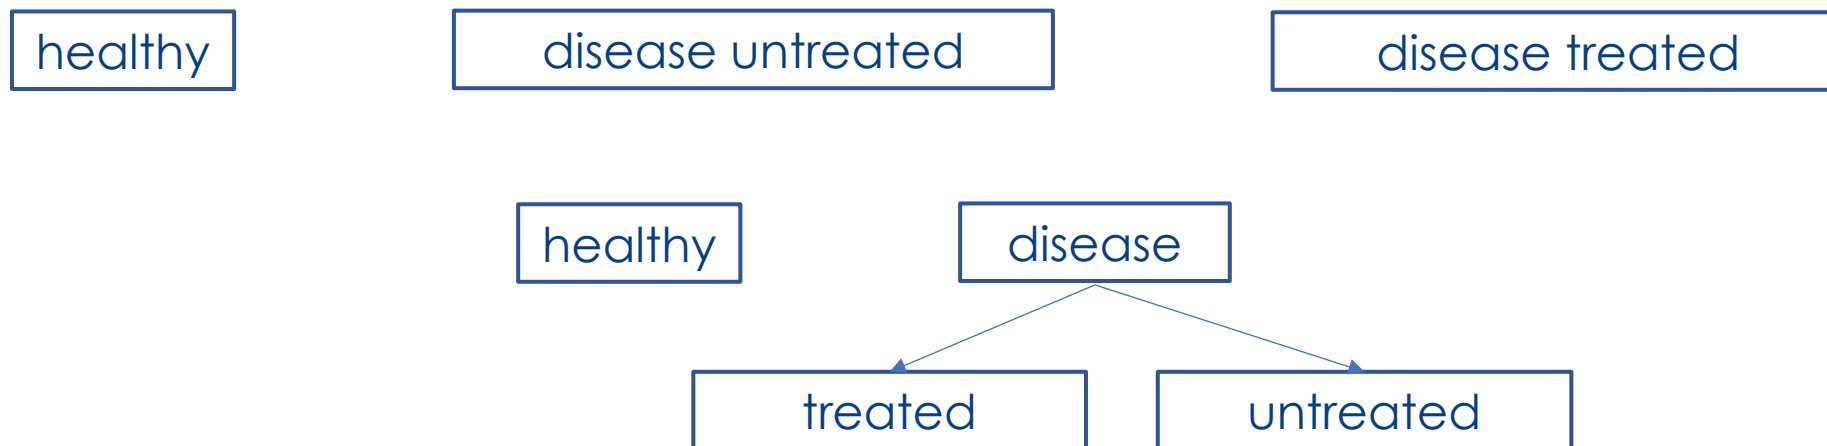 healthy
disease untreated
disease treated
healthy
disease
treated
untreated